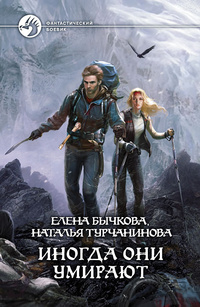 ФАНТАСТИЧЕСКИЙ
БОЕВИК
ЕЛЕНА БЫЧКОВА,
НАТАЛЬЯ ТУРЧАНИНОВА
ИНОГДА ОНИ
УМИРАЮТ